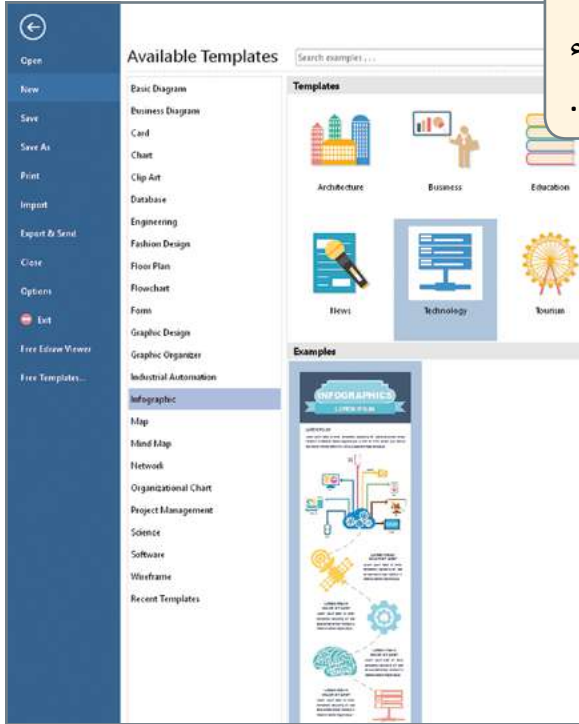 Open
New
Save
Save As
Print
Import
Export & Send
Close
Options
Exit
Free Edraw Viewer
Free Templates...
Available Templates
Search examples ...
Basic Diagram
Business Diagram
Card
Chart
Clip Art
Database
Engineering
Fashion Design
Floor Plan
Flowchart
Form
Graphic Design
Graphic Organizer
Industrial Automation
Infographic
Map
Mind Map
Network
Organizational Chart
Project Management
Science
Software
Wireframe
Recent Templates
Templates
Architecture
Business
Education
News
Technology
Tourism
Examples
INFOGRAPHICS
LOREM IPSUM